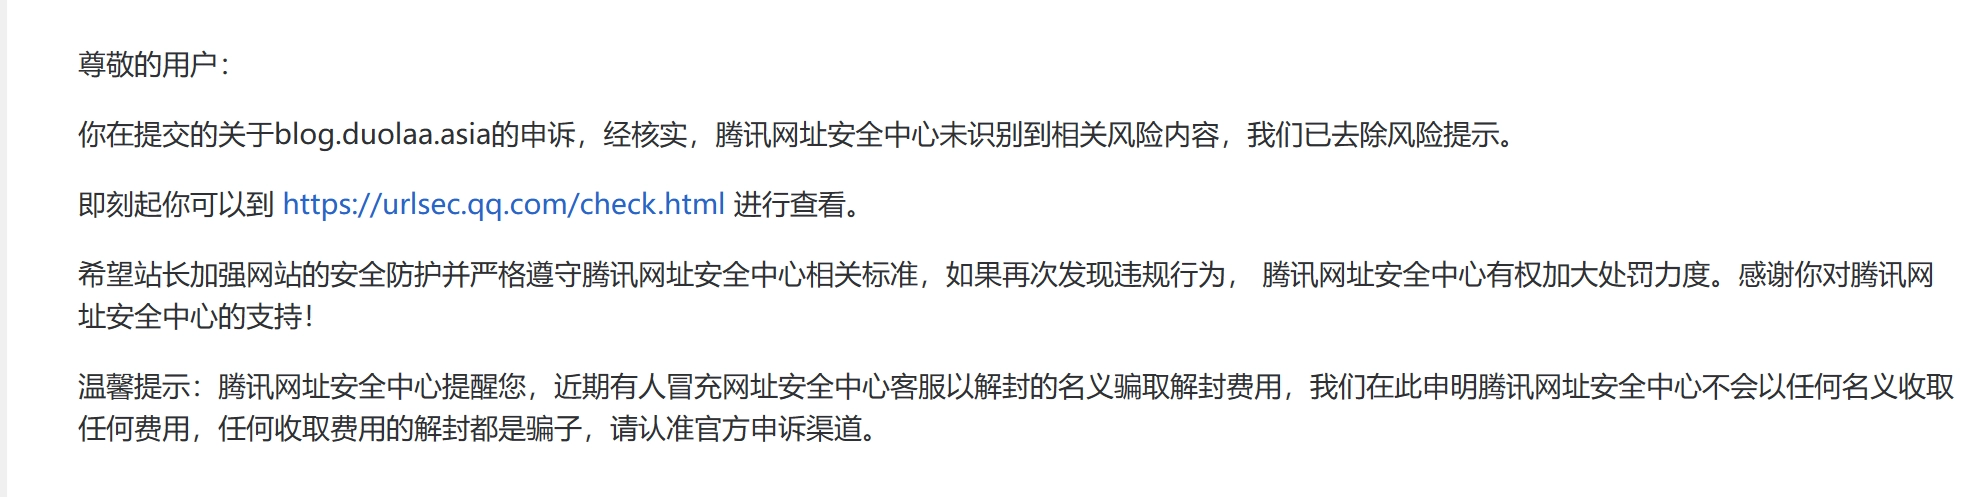 尊敬的用户：
你在提交的关于blog.duolaa.asia的申诉，经核实，腾讯网址安全中心未识别到相关风险内容，我们已去除风险提示。
即刻起你可以到 https://urlsec.qq.com/check.html 进行查看。
希望站长加强网站的安全防护并严格遵守腾讯网址安全中心相关标准，如果再次发现违规行为， 腾讯网址安全中心有权加大处罚力度。感谢你对腾讯网
址安全中心的支持！
温馨提示：腾讯网址安全中心提醒您，近期有人冒充网址安全中心客服以解封的名义骗取解封费用，我们在此申明腾讯网址安全中心不会以任何名义收取
任何费用，任何收取费用的解封都是骗子，请认准官方申诉渠道。